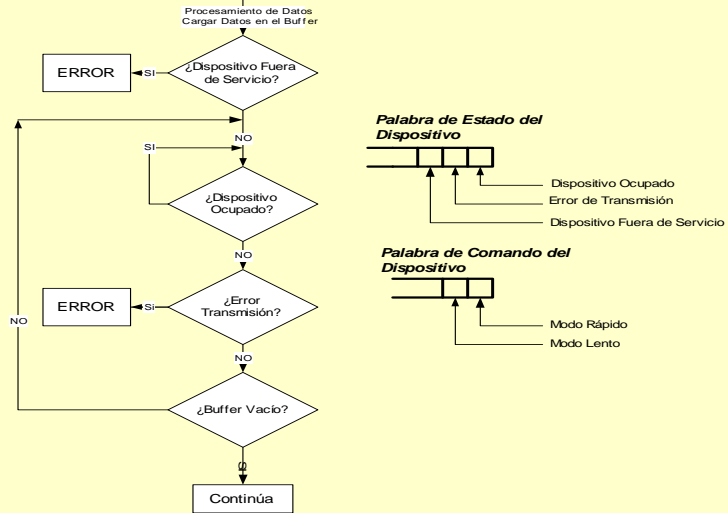 Procesamiento de Datos
Cargar Datos en el Buffer
¿Dispositivo Fuera
de Servicio?
SI
ERROR
NO
SI
¿Dispositivo
Ocupado?
NO
¿Error
Transmisión?
Si
ERROR
NO
NO
¿Buffer Vacío?
SI
Continúa
Palabra de Estado del
Dispositivo
Dispositivo Ocupado
Error de Transmisión
Dispositivo Fuera de Servicio
Palabra de Comando del
Dispositivo
Modo Rápido
Modo Lento